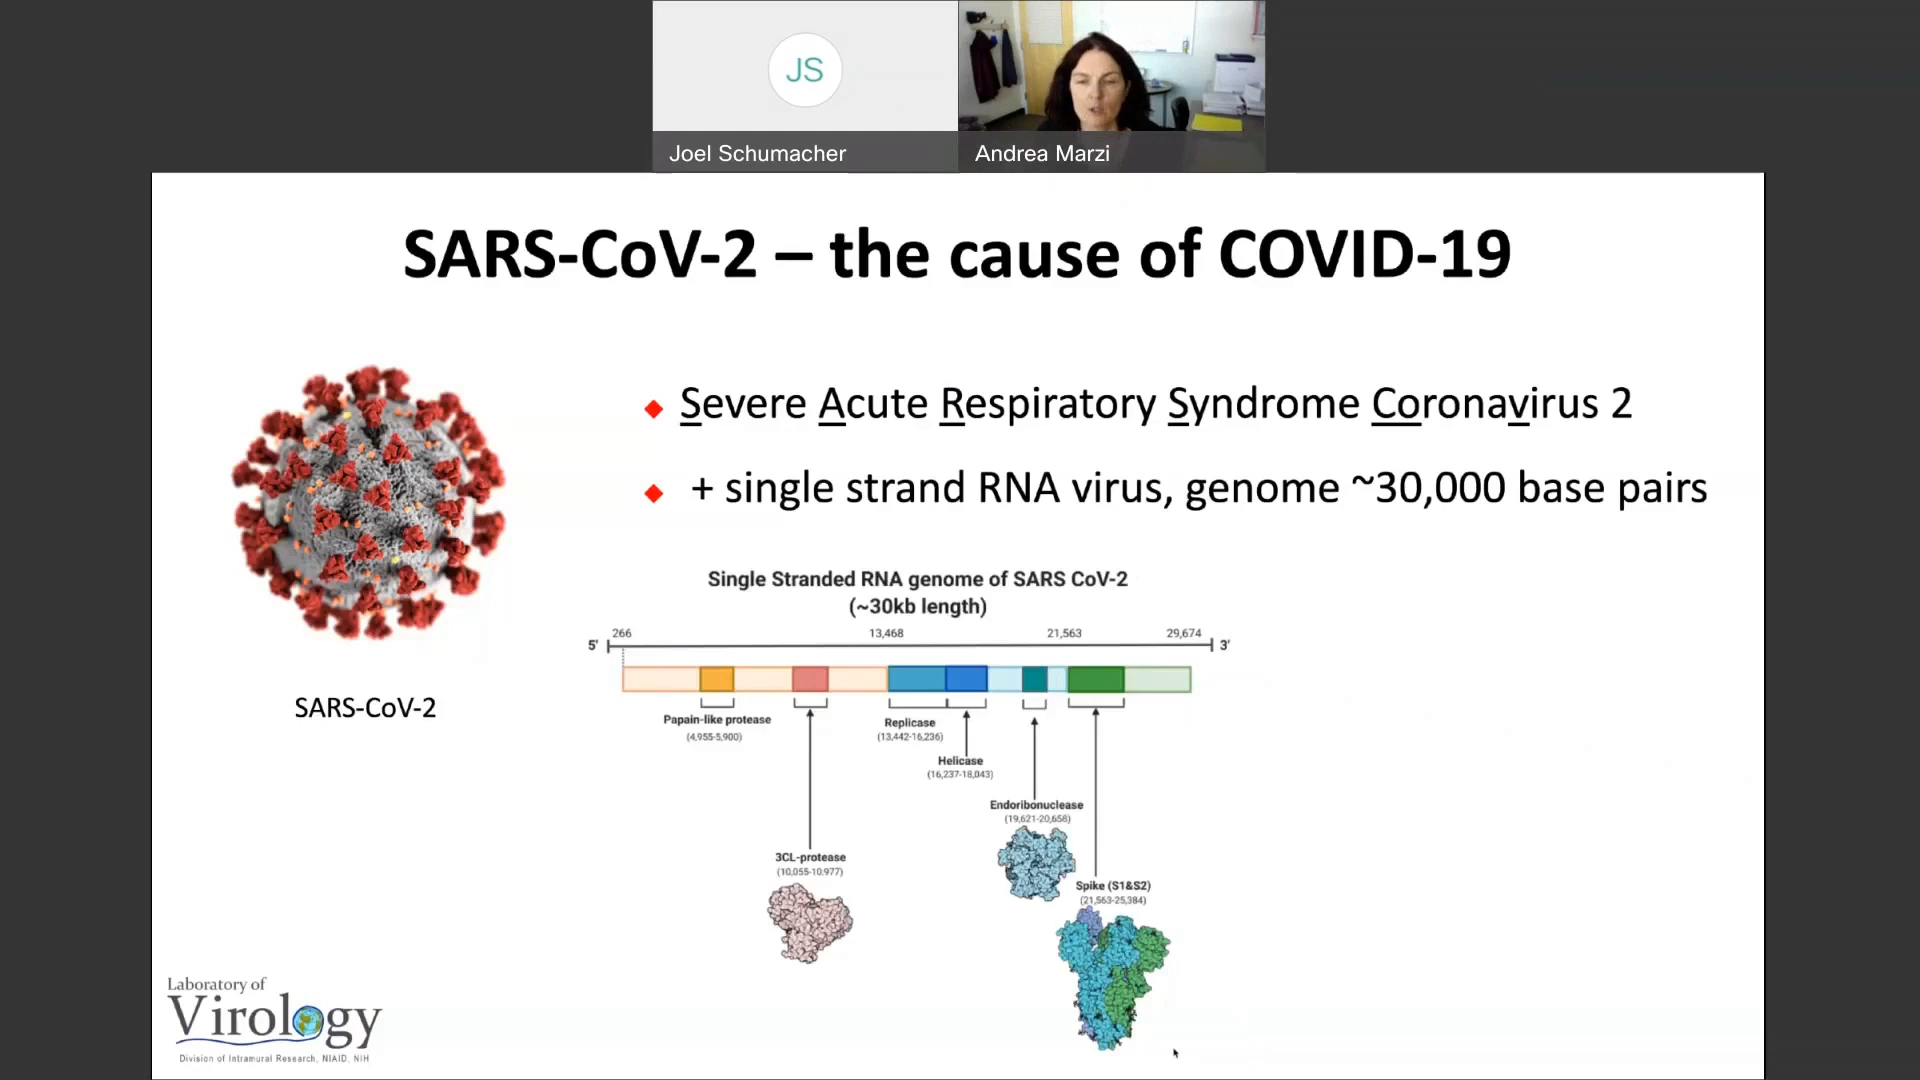 JS
Joel Schumacher
Andrea Marzi
SARS-CoV-2 – the cause of COVID-19
Severe Acute Respiratory Syndrome Coronavirus 2
+ single strand RNA virus, genome ~30,000 base pairs
SARS-CoV-2
Single Stranded RNA genome of SARS CoV-2
(~30kb length)
266 13,468 21,563 29,674
5' 3'
Papain-like protease
(4,955-5,900)
Replicase
(13,442-16,236)
Helicase
(16,237-18,043)
Endoribonuclease
(19,621-20,658)
3CL-protease
(10,055-10,977)
Spike (S1&S2)
(21,563-25,384)
Laboratory of
Virology
Division of Intramural Research, NIAID, NIH